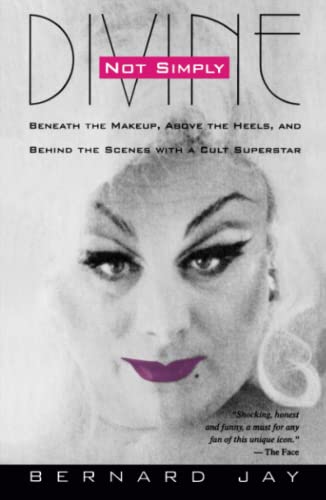 DIVINE
NOT SIMPLY
BENEATH THE MAKEUP, ABOVE THE HEELS, AND
BEHIND THE SCENES WITH A CULT SUPERSTAR
"Shocking, honest
and funny, a must for any
fan of this unique icon."
— The Face
BERNARD JAY